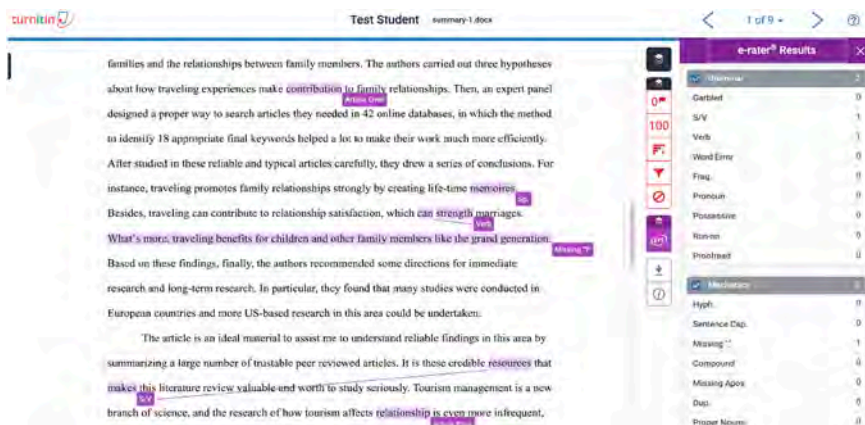 turnitin
Test Student summary-1.docx
1 of 9
families and the relationships between family members. The authors carried out three hypotheses
about how traveling experiences make contribution to family relationships. Then, an expert panel
Article Error
designed a proper way to search articles they needed in 42 online databases, in which the method
to identify 18 appropriate final keywords helped a lot to make their work much more efficiently.
After studied in these reliable and typical articles carefully, they drew a series of conclusions. For
instance, traveling promotes family relationships strongly by creating life-time memoires.
Sp.
Besides, traveling can contribute to relationship satisfaction, which can strength marriages.
Verb
What's more, traveling benefits for children and other family members like the grand generation.
Missing "?"
Based on these findings, finally, the authors recommended some directions for immediate
research and long-term research. In particular, they found that many studies were conducted in
European countries and more US-based research in this area could be undertaken.
The article is an ideal material to assist me to understand reliable findings in this area by
summarizing a large number of trustable peer reviewed articles. It is these credible resources that
makes this literature review valuable and worth to study seriously. Tourism management is a new
S/V
branch of science, and the research of how tourism affects relationship is even more infrequent,
0
100
e-rater® Results
Grammar
Garbled 0
S/V 1
Verb 1
Word Error 0
Frag. 0
Pronoun 0
Possessive 0
Run-on 0
Proofread 0
Mechanics
Hyph. 0
Sentence Cap. 0
Missing "," 1
Compound 0
Missing Apos 0
Dup. 0
Proper Nouns 0